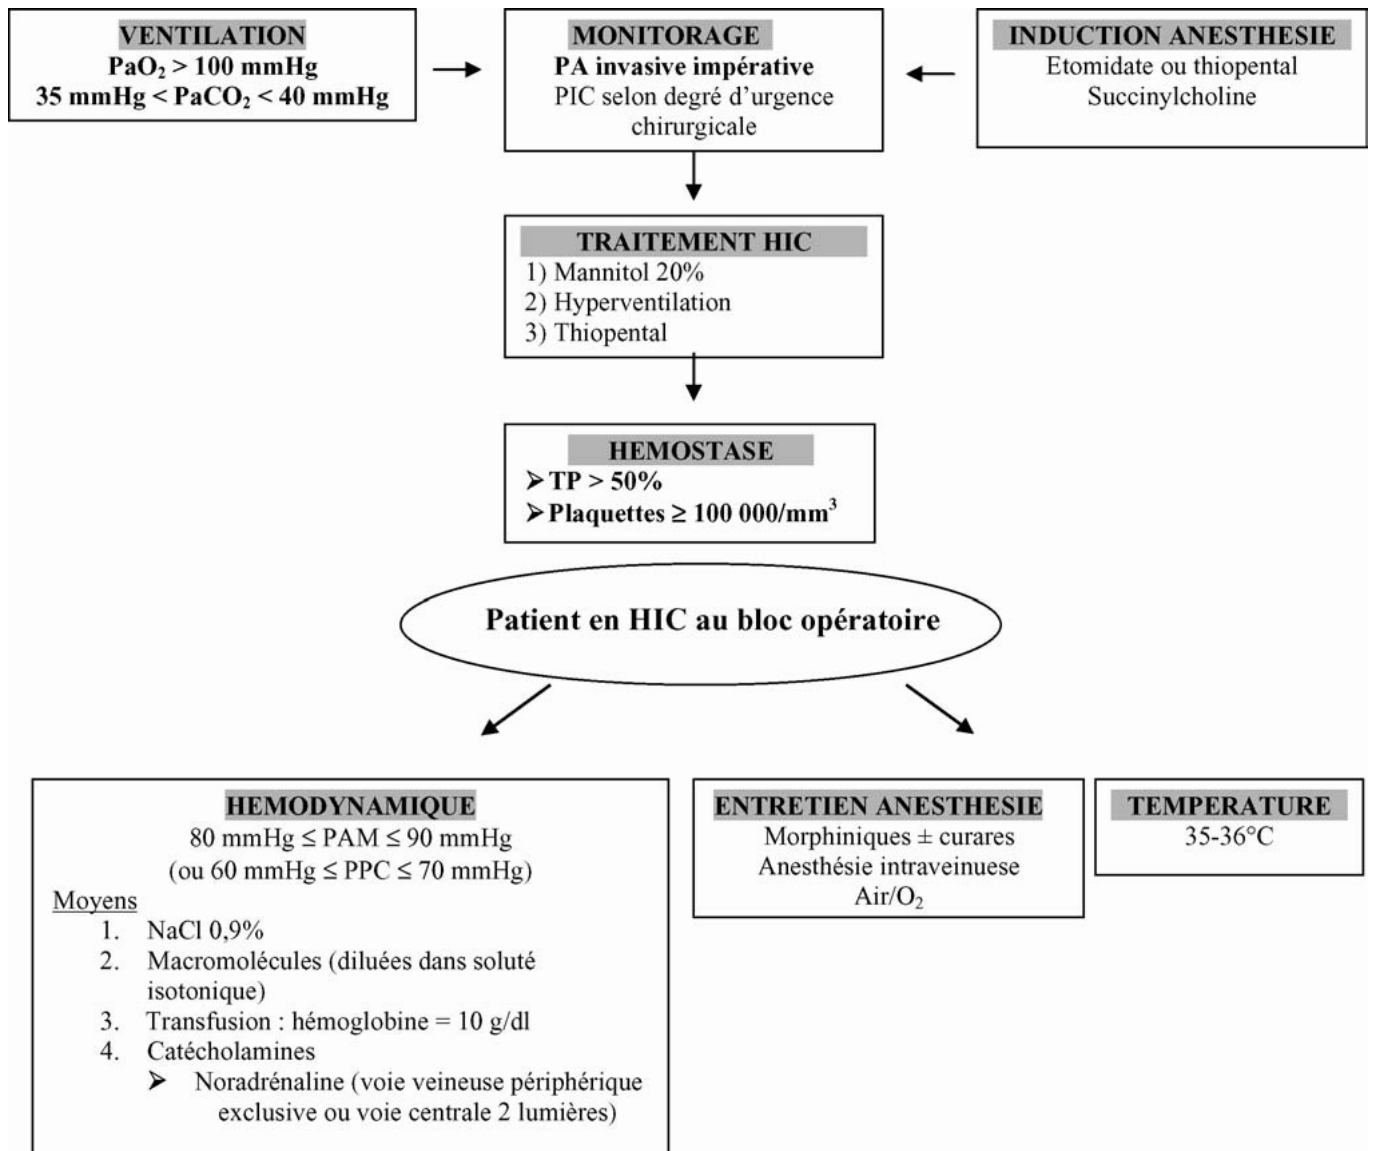 VENTILATION
PaO₂ > 100 mmHg
35 mmHg < PaCO₂ < 40 mmHg
MONITORAGE
PA invasive impérative
PIC selon degré d'urgence
chirurgicale
INDUCTION ANESTHESIE
Etomidate ou thiopental
Succinylcholine
TRAITEMENT HIC
1) Mannitol 20%
2) Hyperventilation
3) Thiopental
HEMOSTASE
➢ TP > 50%
➢ Plaquettes ≥ 100 000/mm³
Patient en HIC au bloc opératoire
HEMODYNAMIQUE
80 mmHg ≤ PAM ≤ 90 mmHg
(ou 60 mmHg ≤ PPC ≤ 70 mmHg)
Moyens
1. NaCl 0,9%
2. Macromolécules (diluées dans soluté
isotonique)
3. Transfusion : hémoglobine = 10 g/dl
4. Catécholamines
➢ Noradrénaline (voie veineuse périphérique
exclusive ou voie centrale 2 lumières)
ENTRETIEN ANESTHESIE
Morphiniques ± curares
Anesthésie intraveinuese
Air/O₂
TEMPERATURE
35-36°C